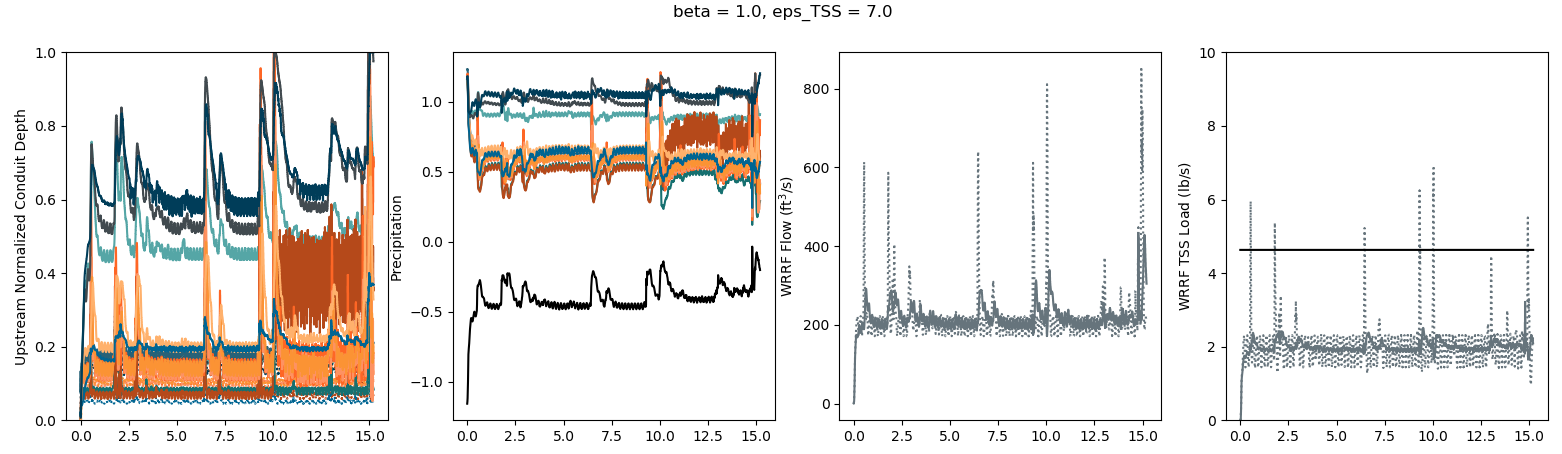 beta = 1.0, eps_TSS = 7.0
Upstream Normalized Conduit Depth
1.0
0.8
0.6
0.4
0.2
0.0
0.0 2.5 5.0 7.5 10.0 12.5 15.0
Precipitation
1.0
0.5
0.0
−0.5
−1.0
0.0 2.5 5.0 7.5 10.0 12.5 15.0
WRRF Flow (ft³/s)
800
600
400
200
0
0.0 2.5 5.0 7.5 10.0 12.5 15.0
WRRF TSS Load (lb/s)
10
8
6
4
2
0
0.0 2.5 5.0 7.5 10.0 12.5 15.0